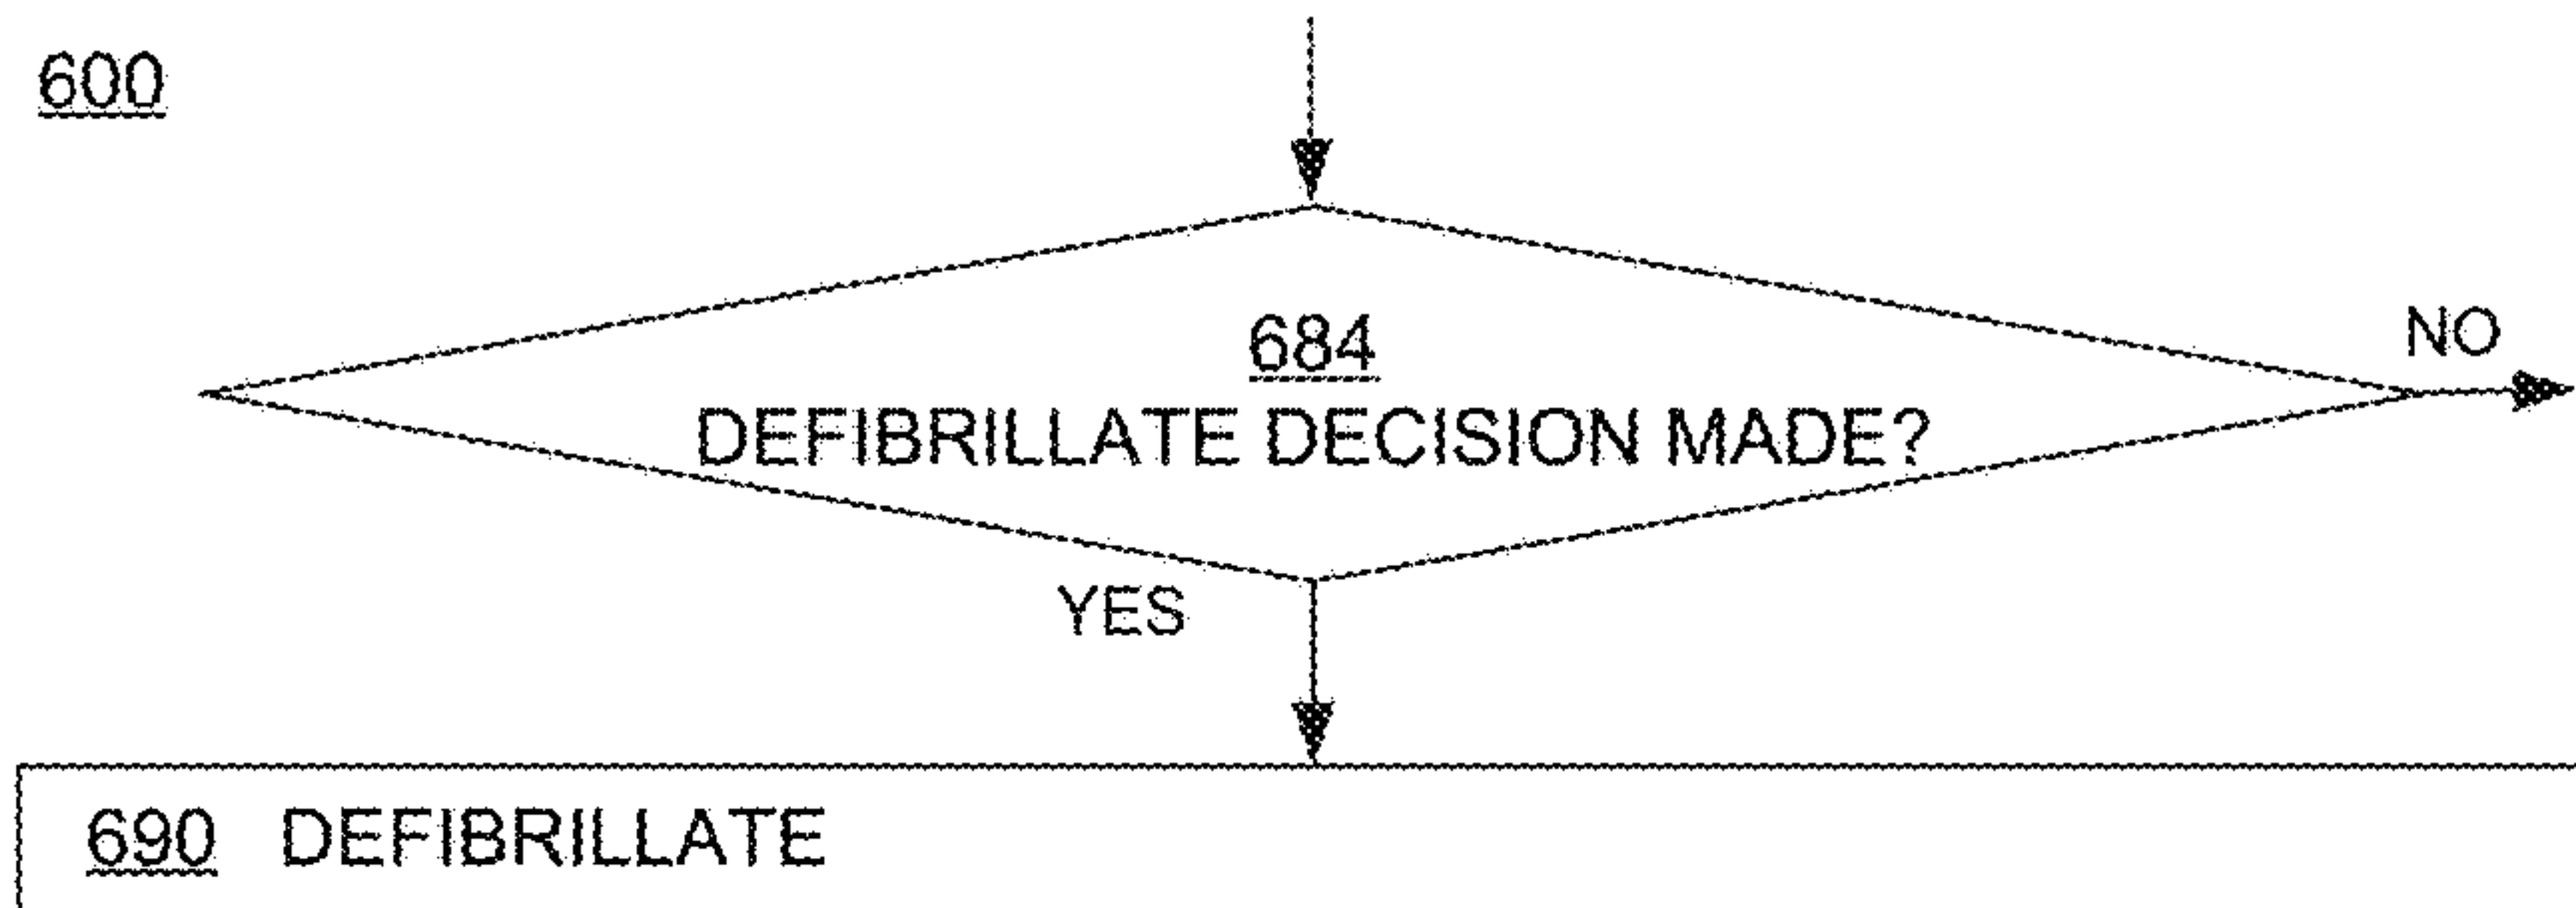 600
684
NO
DEFIBRILLATE DECISION MADE?
YES
690 DEFIBRILLATE